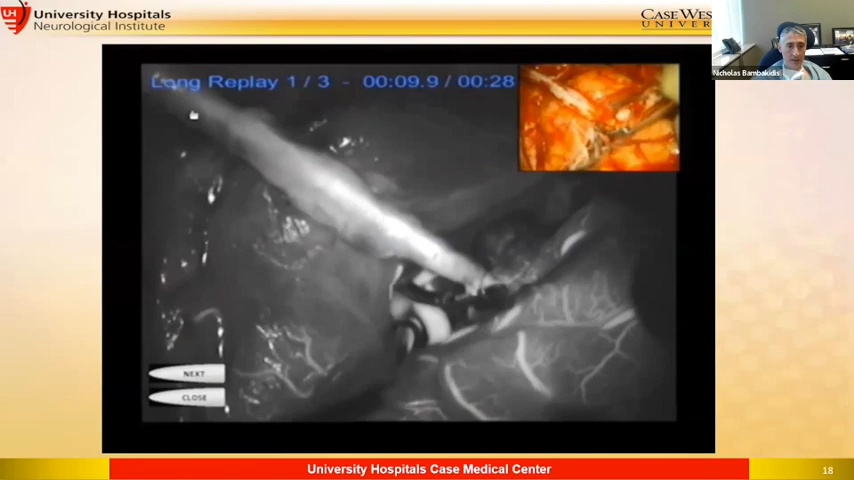 UH
University Hospitals
Neurological Institute
CASE WES
UNIVER
Nicholas Bambakidis
Long Replay 1 / 3 - 00:09.9 / 00:28
NEXT
CLOSE
University Hospitals Case Medical Center
18